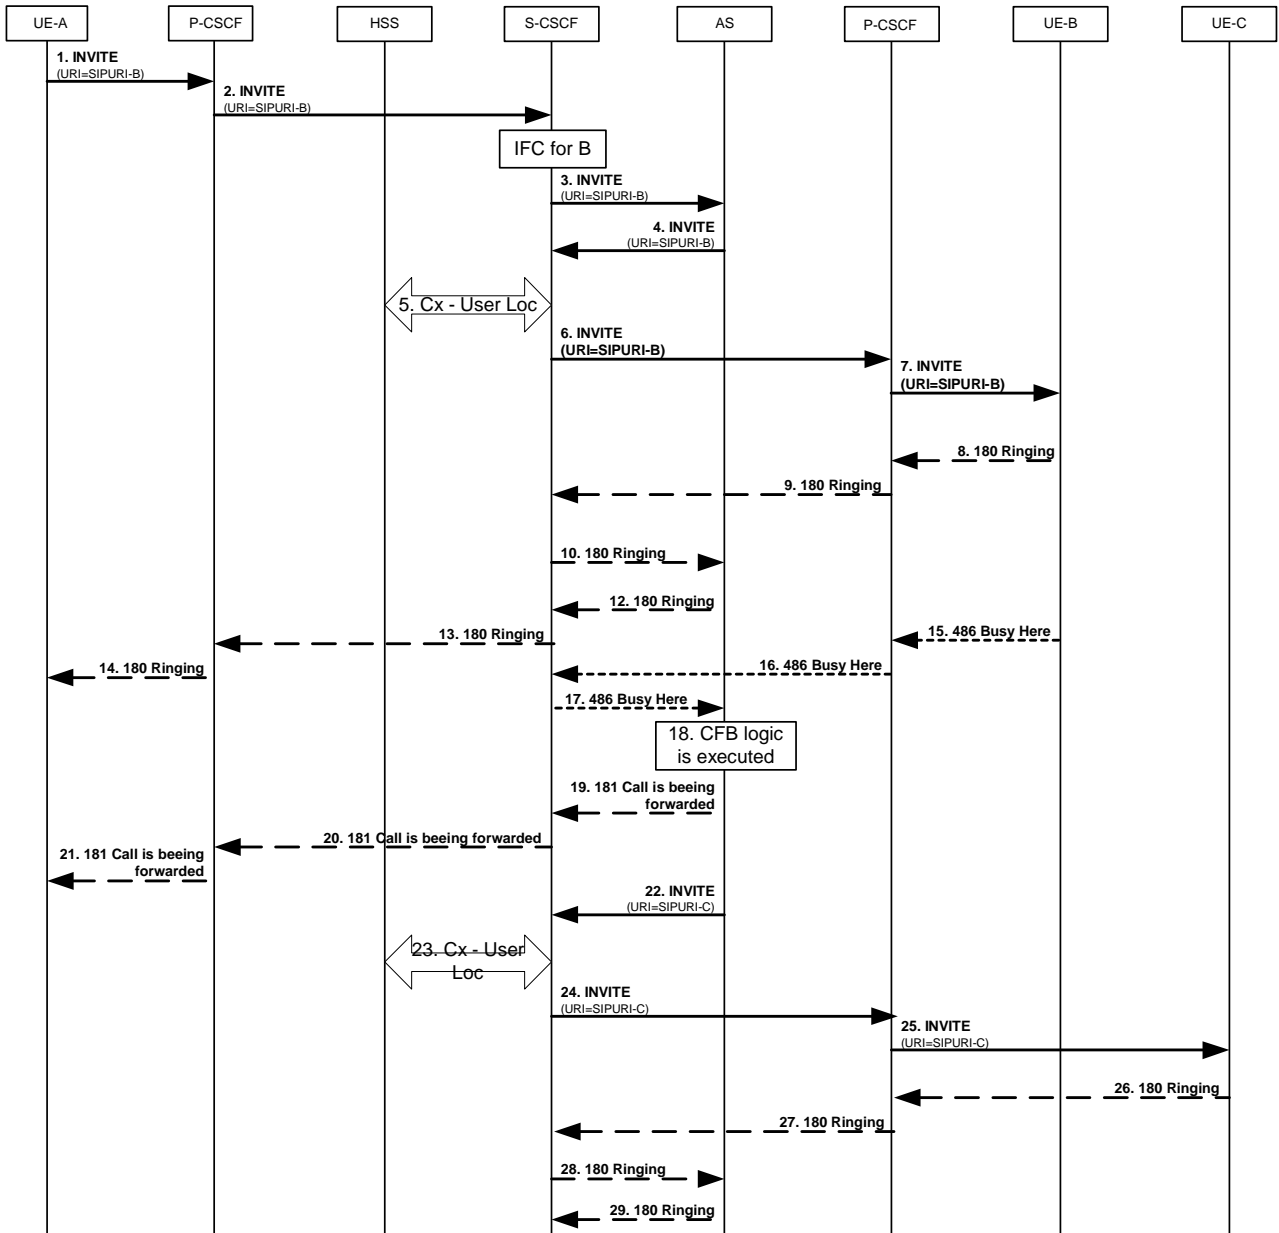 UE-A
P-CSCF
HSS
S-CSCF
AS
P-CSCF
UE-B
UE-C
1. INVITE
(URI=SIPURI-B)
2. INVITE
(URI=SIPURI-B)
IFC for B
3. INVITE
(URI=SIPURI-B)
4. INVITE
(URI=SIPURI-B)
5. Cx - User Loc
6. INVITE
(URI=SIPURI-B)
7. INVITE
(URI=SIPURI-B)
8. 180 Ringing
9. 180 Ringing
10. 180 Ringing
12. 180 Ringing
13. 180 Ringing
14. 180 Ringing
15. 486 Busy Here
16. 486 Busy Here
17. 486 Busy Here
18. CFB logic
is executed
19. 181 Call is beeing
forwarded
20. 181 Call is beeing forwarded
21. 181 Call is beeing
forwarded
22. INVITE
(URI=SIPURI-C)
23. Cx - User
Loc
24. INVITE
(URI=SIPURI-C)
25. INVITE
(URI=SIPURI-C)
26. 180 Ringing
27. 180 Ringing
28. 180 Ringing
29. 180 Ringing